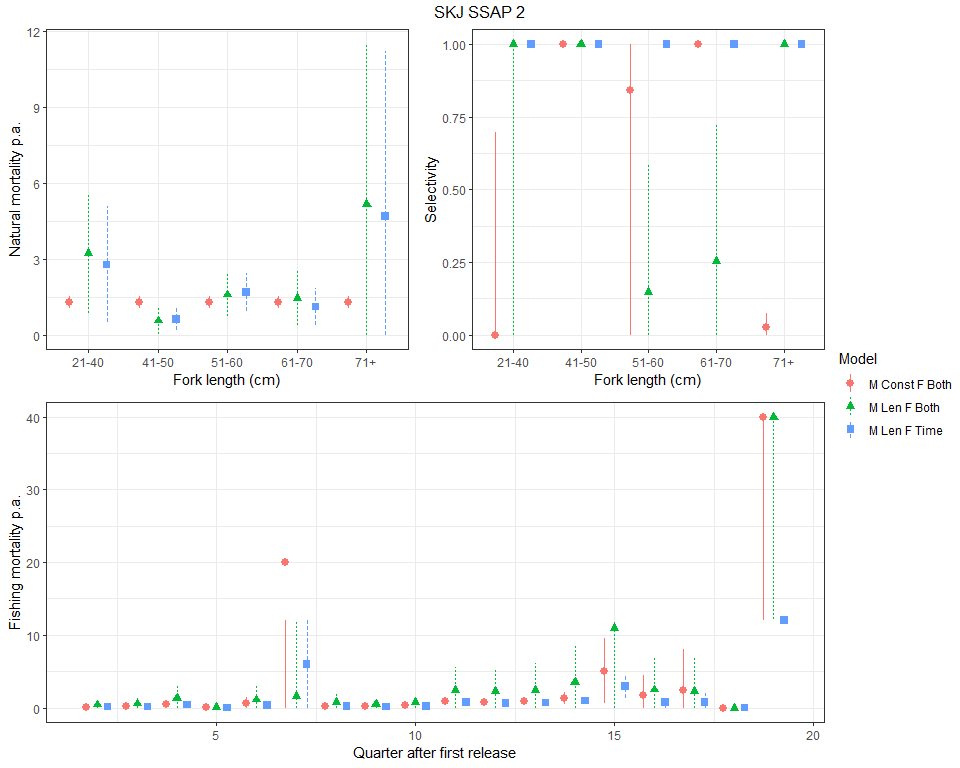 SKJ SSAP 2
Natural mortality p.a.
12
9
6
3
0
21-40 41-50 51-60 61-70 71+
Fork length (cm)
Selectivity
1.00
0.75
0.50
0.25
0.00
21-40 41-50 51-60 61-70 71+
Fork length (cm)
Model
M Const F Both
M Len F Both
M Len F Time
Fishing mortality p.a.
40
30
20
10
0
5 10 15 20
Quarter after first release